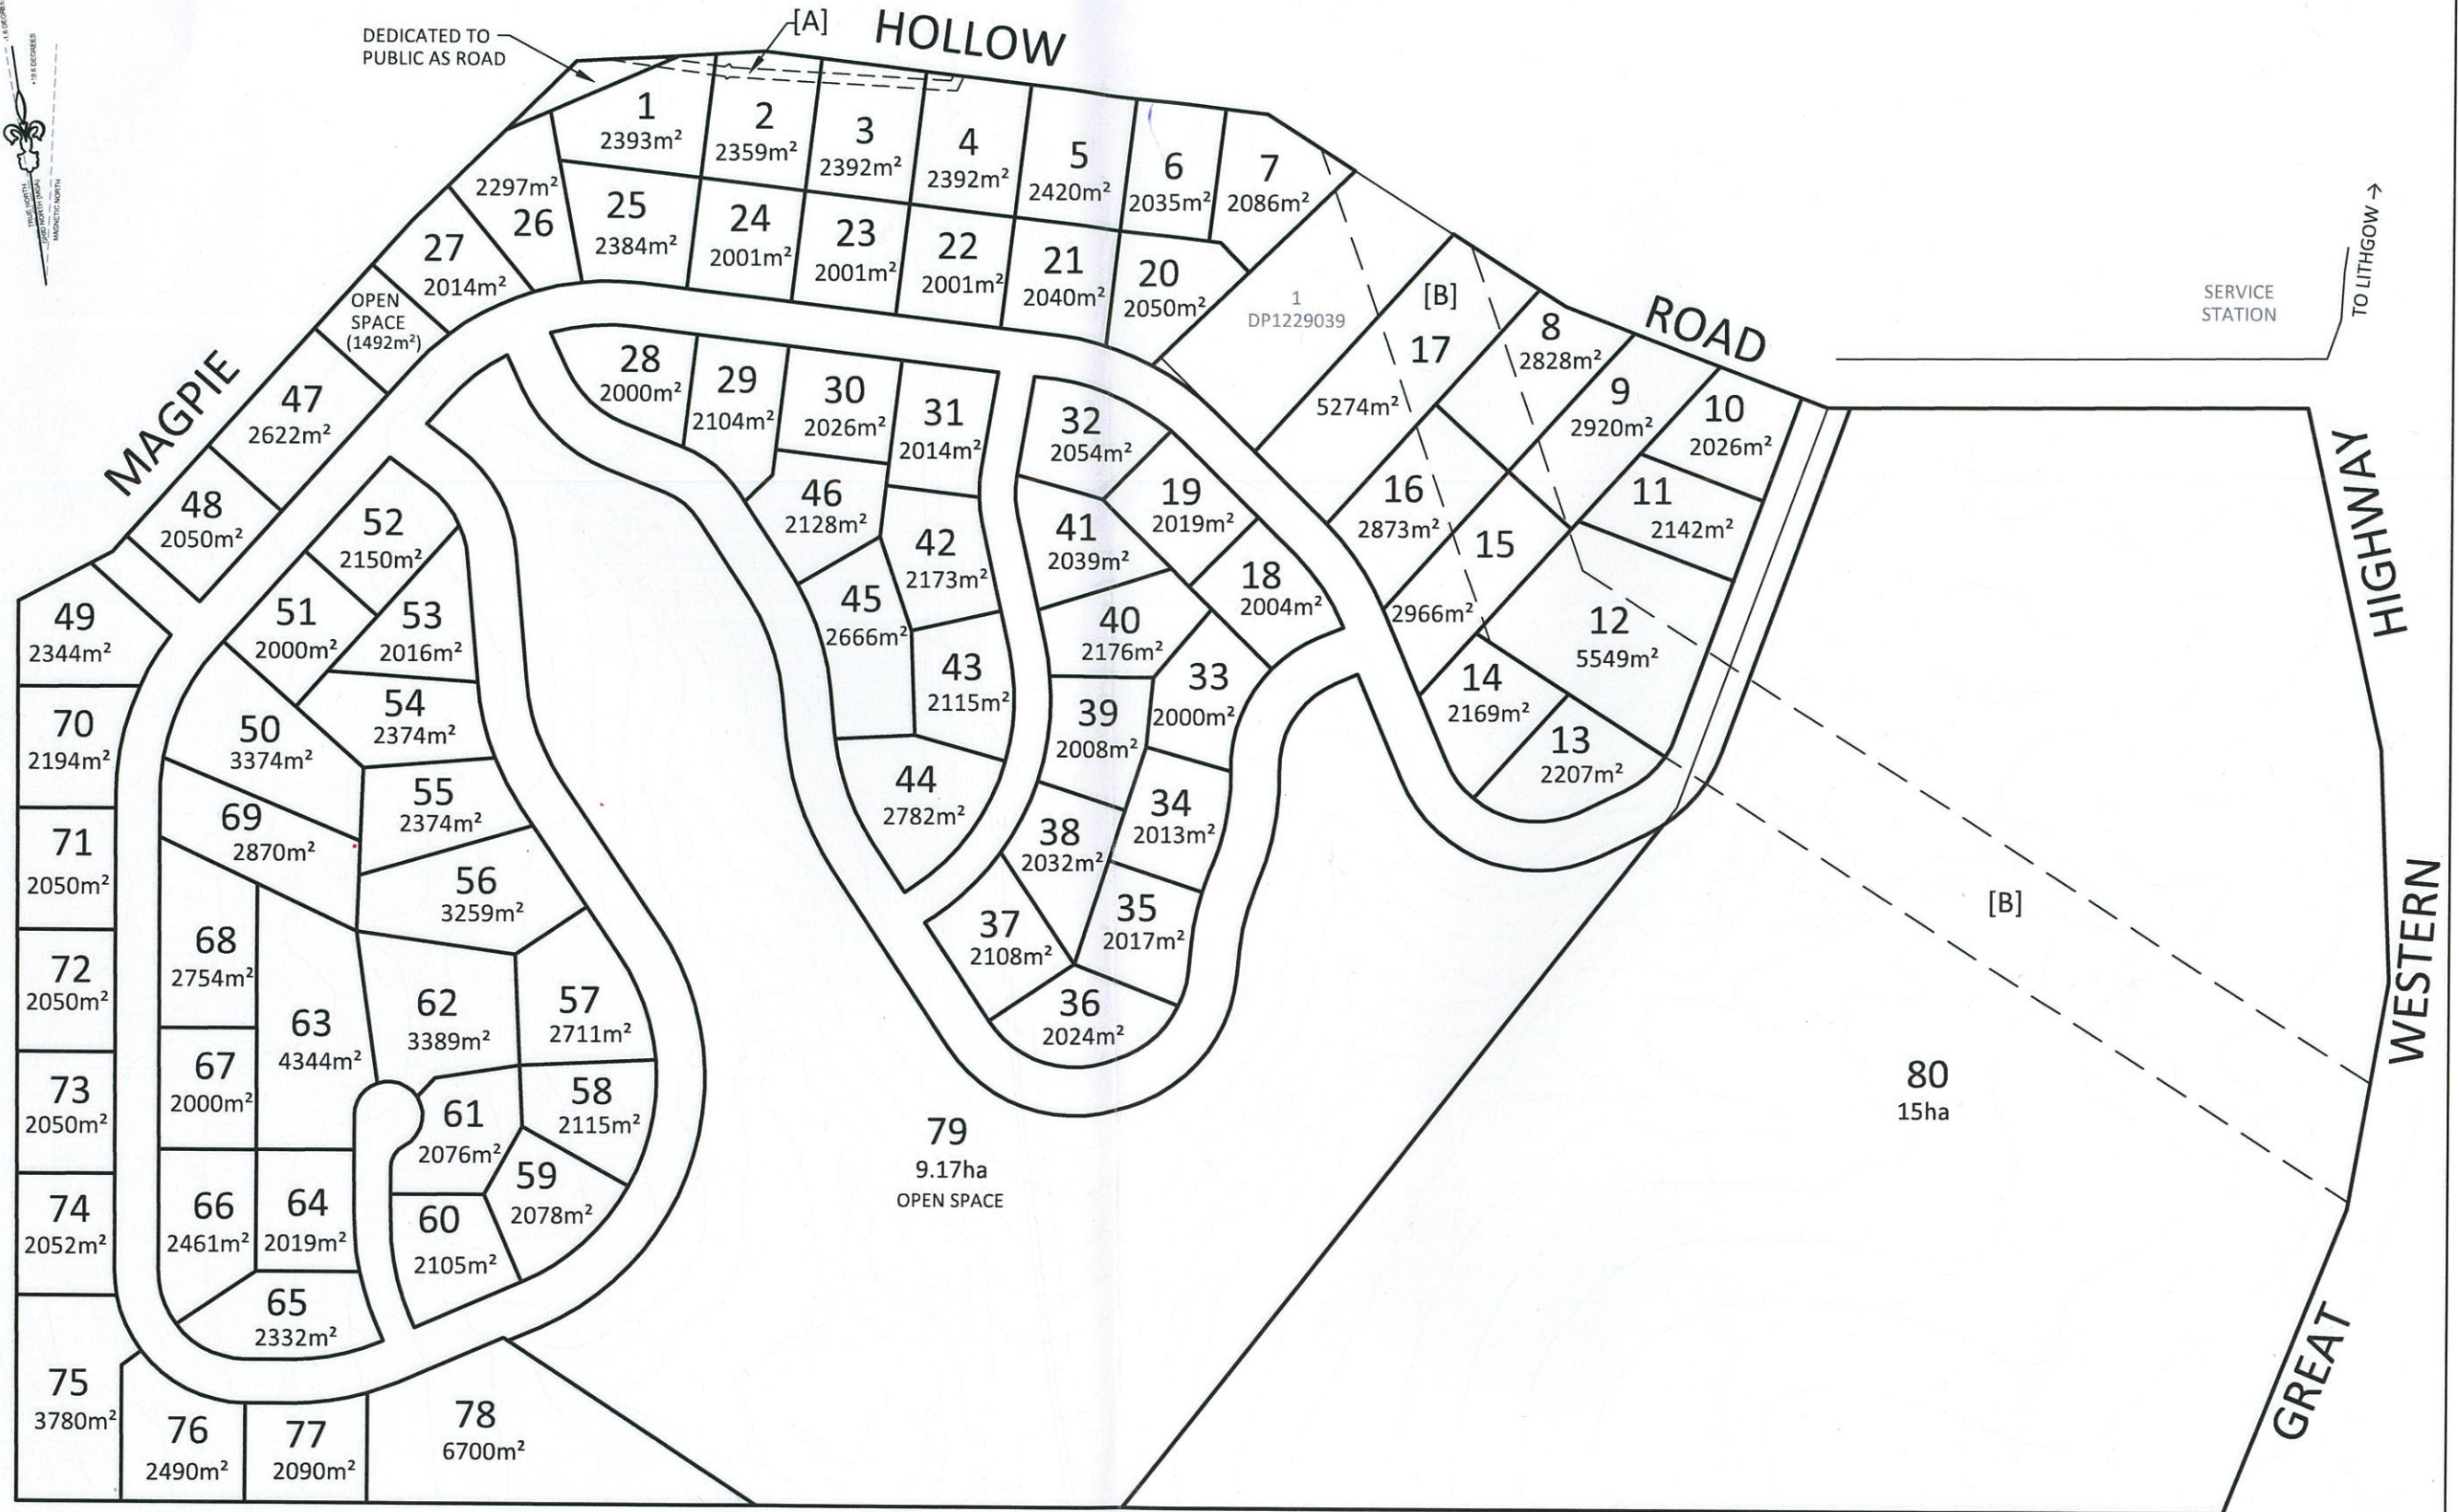 DEDICATED TO
PUBLIC AS ROAD
[A]
HOLLOW
ROAD
MAGPIE
TRUE NORTH
GRID NORTH (MGA)
MAGNETIC NORTH
1
2393m²
2
2359m²
3
2392m²
4
2392m²
5
2420m²
6
2035m²
7
2086m²
2297m²
26
25
2384m²
24
2001m²
23
2001m²
22
2001m²
21
2040m²
20
2050m²
27
2014m²
OPEN
SPACE
(1492m²)
1
DP1229039
[B]
17
5274m²
8
2828m²
9
2920m²
10
2026m²
11
2142m²
12
5549m²
16
2873m²
15
2966m²
14
2169m²
13
2207m²
SERVICE
STATION
TO LITHGOW →
HIGHWAY
WESTERN
GREAT
47
2622m²
48
2050m²
49
2344m²
28
2000m²
29
2104m²
30
2026m²
31
2014m²
32
2054m²
19
2019m²
18
2004m²
46
2128m²
42
2173m²
41
2039m²
45
2666m²
40
2176m²
43
2115m²
33
2000m²
39
2008m²
44
2782m²
34
2013m²
38
2032m²
35
2017m²
37
2108m²
36
2024m²
52
2150m²
51
2000m²
53
2016m²
50
3374m²
54
2374m²
55
2374m²
69
2870m²
56
3259m²
70
2194m²
71
2050m²
72
2050m²
73
2050m²
74
2052m²
75
3780m²
68
2754m²
67
2000m²
63
4344m²
62
3389m²
57
2711m²
58
2115m²
61
2076m²
59
2078m²
60
2105m²
66
2461m²
64
2019m²
65
2332m²
76
2490m²
77
2090m²
78
6700m²
79
9.17ha
OPEN SPACE
[B]
80
15ha